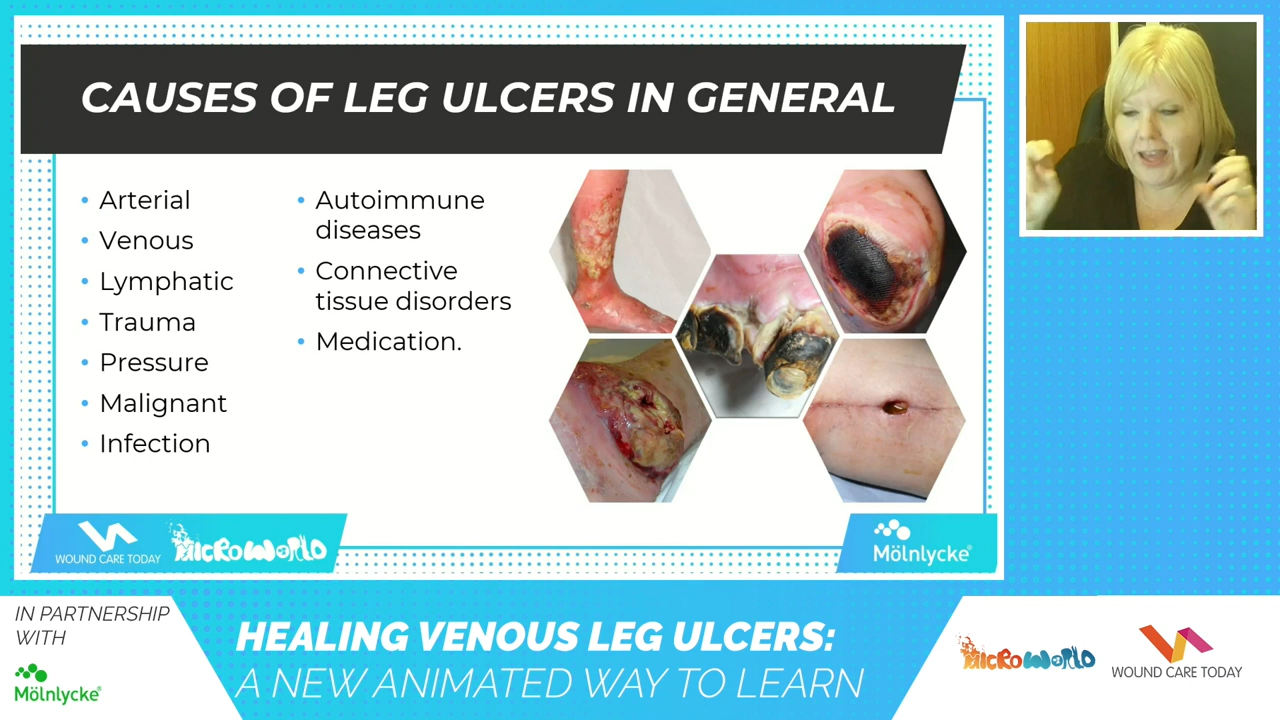 CAUSES OF LEG ULCERS IN GENERAL
Arterial
Venous
Lymphatic
Trauma
Pressure
Malignant
Infection
Autoimmune
diseases
Connective
tissue disorders
Medication.
WOUND CARE TODAY
MICROWORLD
Mölnlycke®
IN PARTNERSHIP
WITH
Mölnlycke®
HEALING VENOUS LEG ULCERS:
A NEW ANIMATED WAY TO LEARN
MICROWORLD
WOUND CARE TODAY